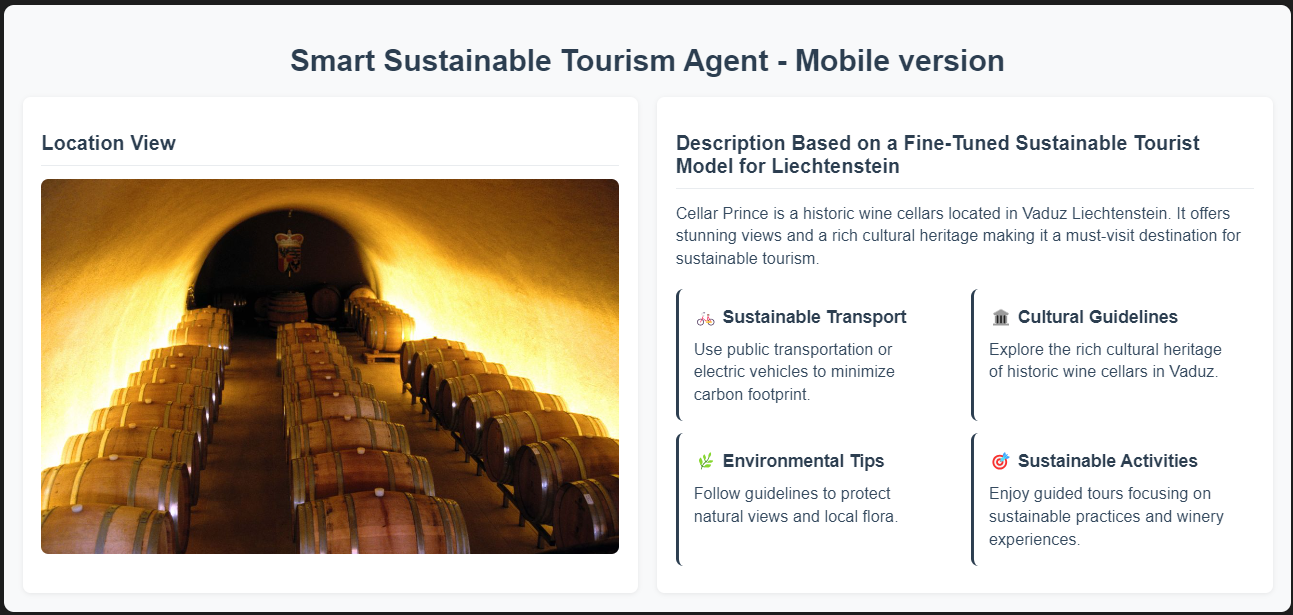 Smart Sustainable Tourism Agent - Mobile version
Location View
Description Based on a Fine-Tuned Sustainable Tourist
Model for Liechtenstein
Cellar Prince is a historic wine cellars located in Vaduz Liechtenstein. It offers
stunning views and a rich cultural heritage making it a must-visit destination for
sustainable tourism.
Sustainable Transport
Use public transportation or
electric vehicles to minimize
carbon footprint.
Cultural Guidelines
Explore the rich cultural heritage
of historic wine cellars in Vaduz.
Environmental Tips
Follow guidelines to protect
natural views and local flora.
Sustainable Activities
Enjoy guided tours focusing on
sustainable practices and winery
experiences.